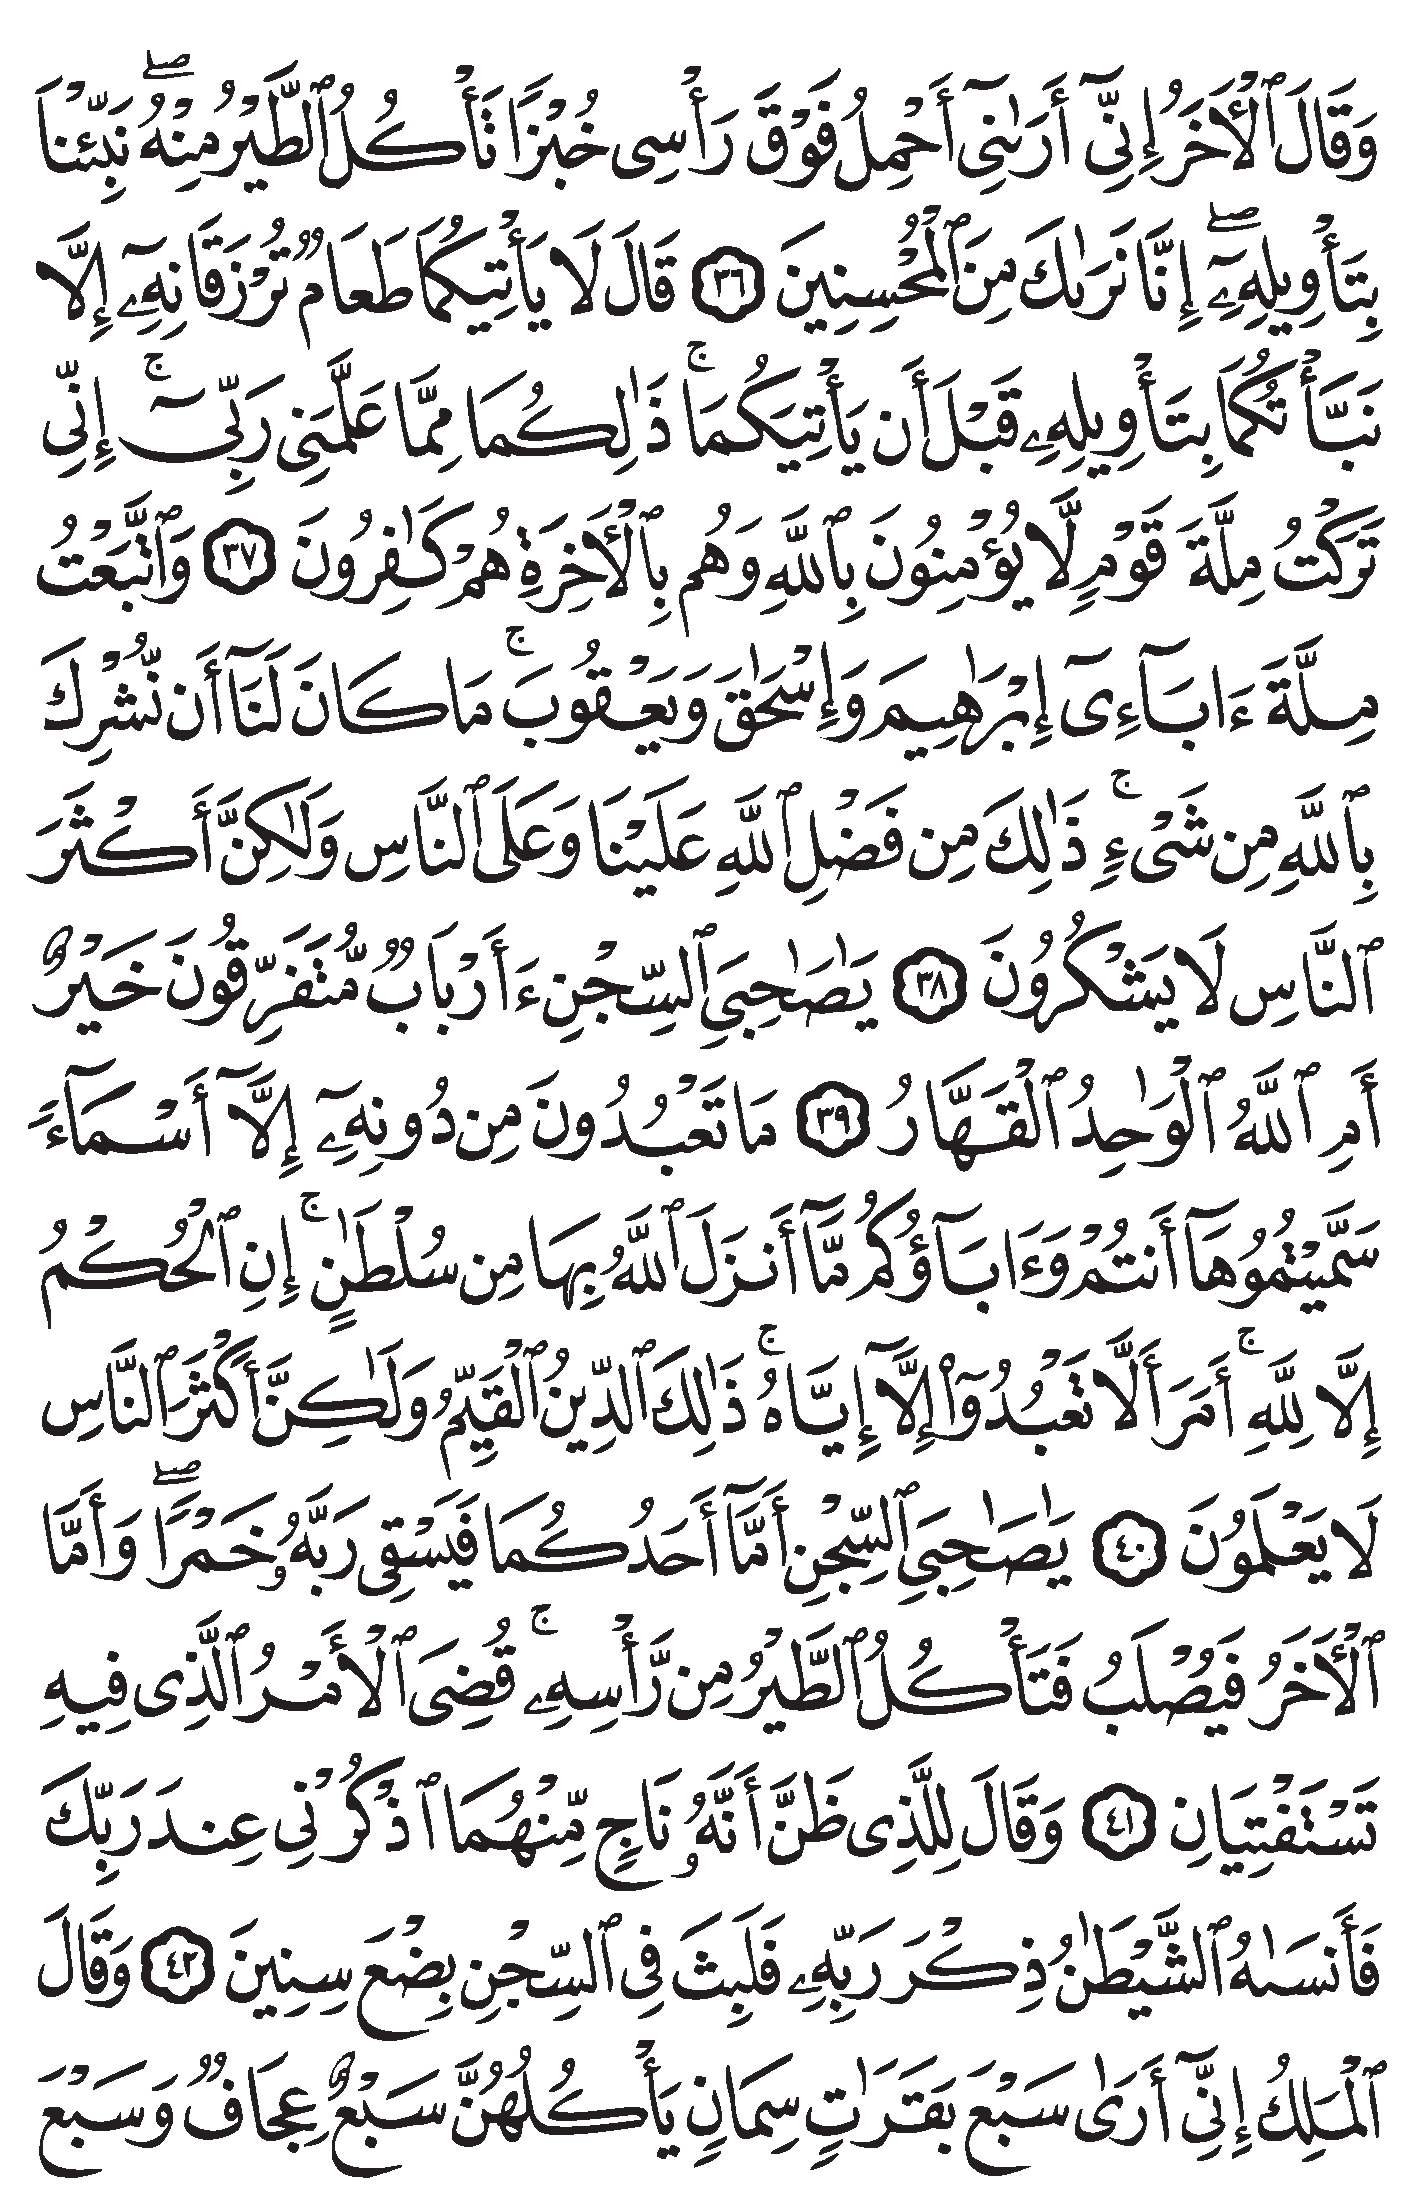 وَقَالَ ٱلْأَخَرُ إِنِّىٓ أَرَىٰنِىٓ أَحْمِلُ فَوْقَ رَأْسِى خُبْزًا تَأْكُلُ ٱلطَّيْرُ مِنْهُ ۖ نَبِّئْنَا
بِتَأْوِيلِهِۦٓ ۖ إِنَّا نَرَىٰكَ مِنَ ٱلْمُحْسِنِينَ ٣٦ قَالَ لَا يَأْتِيكُمَا طَعَامٌ تُرْزَقَانِهِۦٓ إِلَّا
نَبَّأْتُكُمَا بِتَأْوِيلِهِۦ قَبْلَ أَن يَأْتِيَكُمَا ۚ ذَٰلِكُمَا مِمَّا عَلَّمَنِى رَبِّىٓ ۚ إِنِّى
تَرَكْتُ مِلَّةَ قَوْمٍ لَّا يُؤْمِنُونَ بِٱللَّهِ وَهُم بِٱلْأَخِرَةِ هُمْ كَٰفِرُونَ ٣٧ وَٱتَّبَعْتُ
مِلَّةَ ءَابَآءِىٓ إِبْرَٰهِيمَ وَإِسْحَٰقَ وَيَعْقُوبَ ۚ مَا كَانَ لَنَآ أَن نُّشْرِكَ
بِٱللَّهِ مِن شَىْءٍ ۚ ذَٰلِكَ مِن فَضْلِ ٱللَّهِ عَلَيْنَا وَعَلَى ٱلنَّاسِ وَلَٰكِنَّ أَكْثَرَ
ٱلنَّاسِ لَا يَشْكُرُونَ ٣٨ يَٰصَٰحِبَىِ ٱلسِّجْنِ ءَأَرْبَابٌ مُّتَفَرِّقُونَ خَيْرٌ
أَمِ ٱللَّهُ ٱلْوَٰحِدُ ٱلْقَهَّارُ ٣٩ مَا تَعْبُدُونَ مِن دُونِهِۦٓ إِلَّآ أَسْمَآءً
سَمَّيْتُمُوهَآ أَنتُمْ وَءَابَآؤُكُم مَّآ أَنزَلَ ٱللَّهُ بِهَا مِن سُلْطَٰنٍ ۚ إِنِ ٱلْحُكْمُ
إِلَّا لِلَّهِ ۚ أَمَرَ أَلَّا تَعْبُدُوٓا۟ إِلَّآ إِيَّاهُ ۚ ذَٰلِكَ ٱلدِّينُ ٱلْقَيِّمُ وَلَٰكِنَّ أَكْثَرَ ٱلنَّاسِ
لَا يَعْلَمُونَ ٤٠ يَٰصَٰحِبَىِ ٱلسِّجْنِ أَمَّآ أَحَدُكُمَا فَيَسْقِى رَبَّهُۥ خَمْرًا ۖ وَأَمَّا
ٱلْأَخَرُ فَيُصْلَبُ فَتَأْكُلُ ٱلطَّيْرُ مِن رَّأْسِهِۦ ۚ قُضِىَ ٱلْأَمْرُ ٱلَّذِى فِيهِ
تَسْتَفْتِيَانِ ٤١ وَقَالَ لِلَّذِى ظَنَّ أَنَّهُۥ نَاجٍ مِّنْهُمَا ٱذْكُرْنِى عِندَ رَبِّكَ
فَأَنسَىٰهُ ٱلشَّيْطَٰنُ ذِكْرَ رَبِّهِۦ فَلَبِثَ فِى ٱلسِّجْنِ بِضْعَ سِنِينَ ٤٢ وَقَالَ
ٱلْمَلِكُ إِنِّىٓ أَرَىٰ سَبْعَ بَقَرَٰتٍ سِمَانٍ يَأْكُلُهُنَّ سَبْعٌ عِجَافٌ وَسَبْعَ